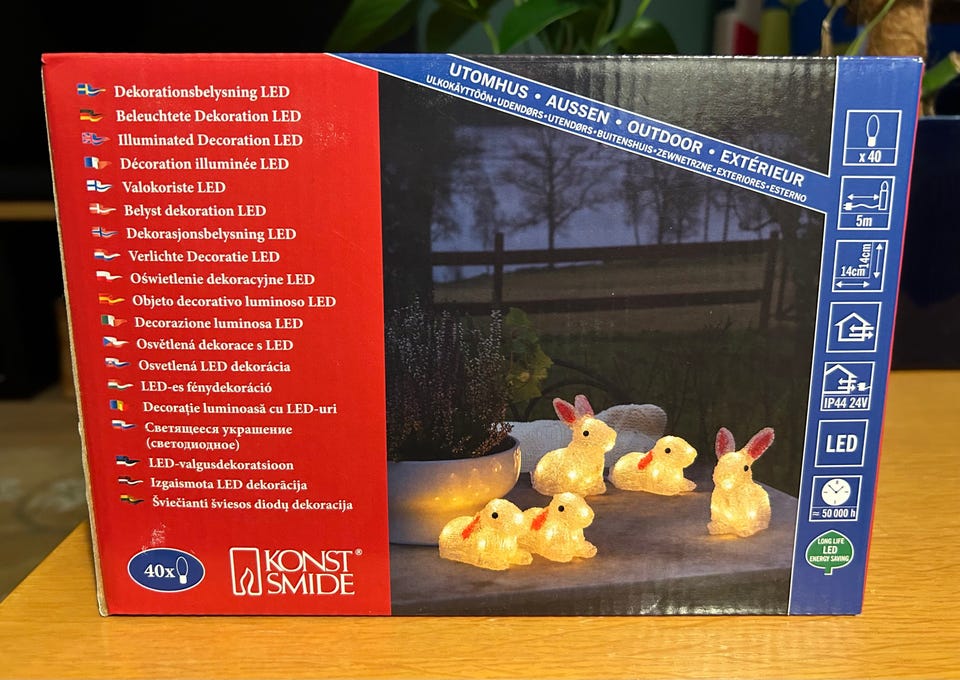 Dekorationsbelysning LED
Beleuchtete Dekoration LED
Illuminated Decoration LED
Décoration illuminée LED
Valokoriste LED
Belyst dekoration LED
Dekorasjonsbelysning LED
Verlichte Decoratie LED
Oświetlenie dekoracyjne LED
Objeto decorativo luminoso LED
Decorazione luminosa LED
Osvětlená dekorace s LED
Osvetlená LED dekorácia
LED-es fénydekoráció
Decorație luminoasă cu LED-uri
Светящееся украшение
(светодиодное)
LED-valgusdekoratsioon
Izgaismota LED dekorācija
Šviečianti šviesos diodų dekoracija
40x
KONST®
SMIDE
UTOMHUS • AUSSEN • OUTDOOR • EXTÉRIEUR
ULKOKÄYTTÖÖN•UDENDØRS•UTENDØRS•BUITENSHUIS•ZEWNETRZNE•EXTERIORES•ESTERNO
x 40
5m
14cm
14cm
IP44 24V
LED
≈ 50 000 h
LONG LIFE
LED
ENERGY SAVING